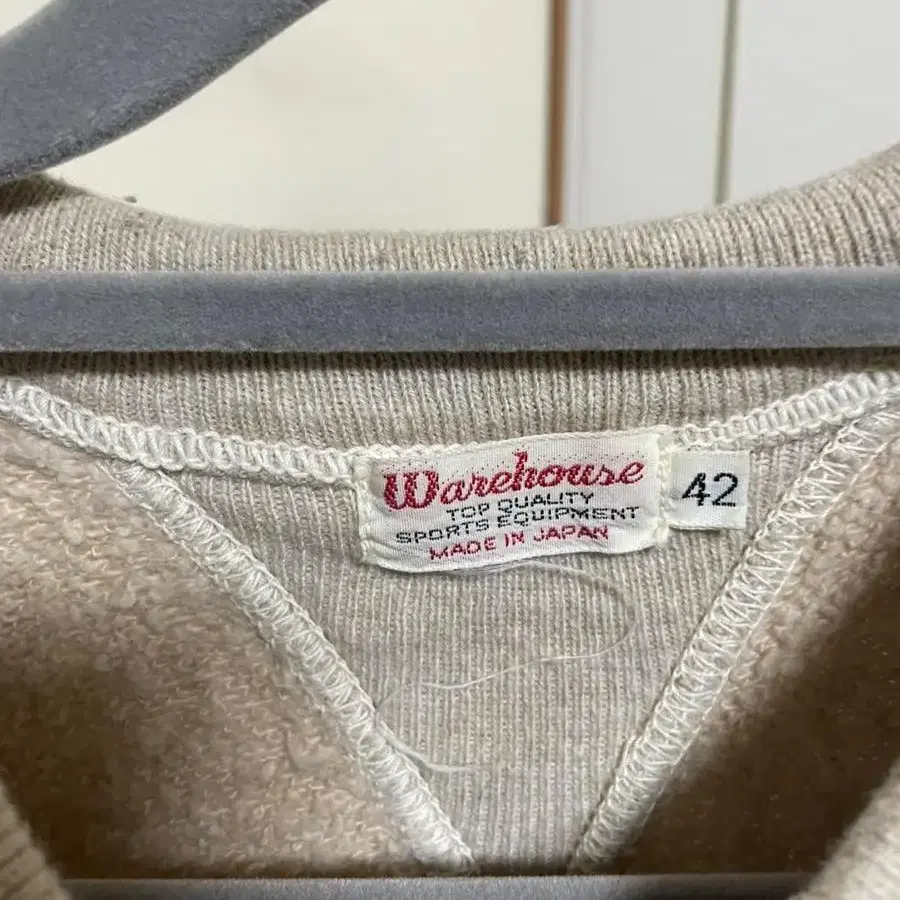 Warehouse
TOP QUALITY
SPORTS EQUIPMENT
MADE IN JAPAN
42